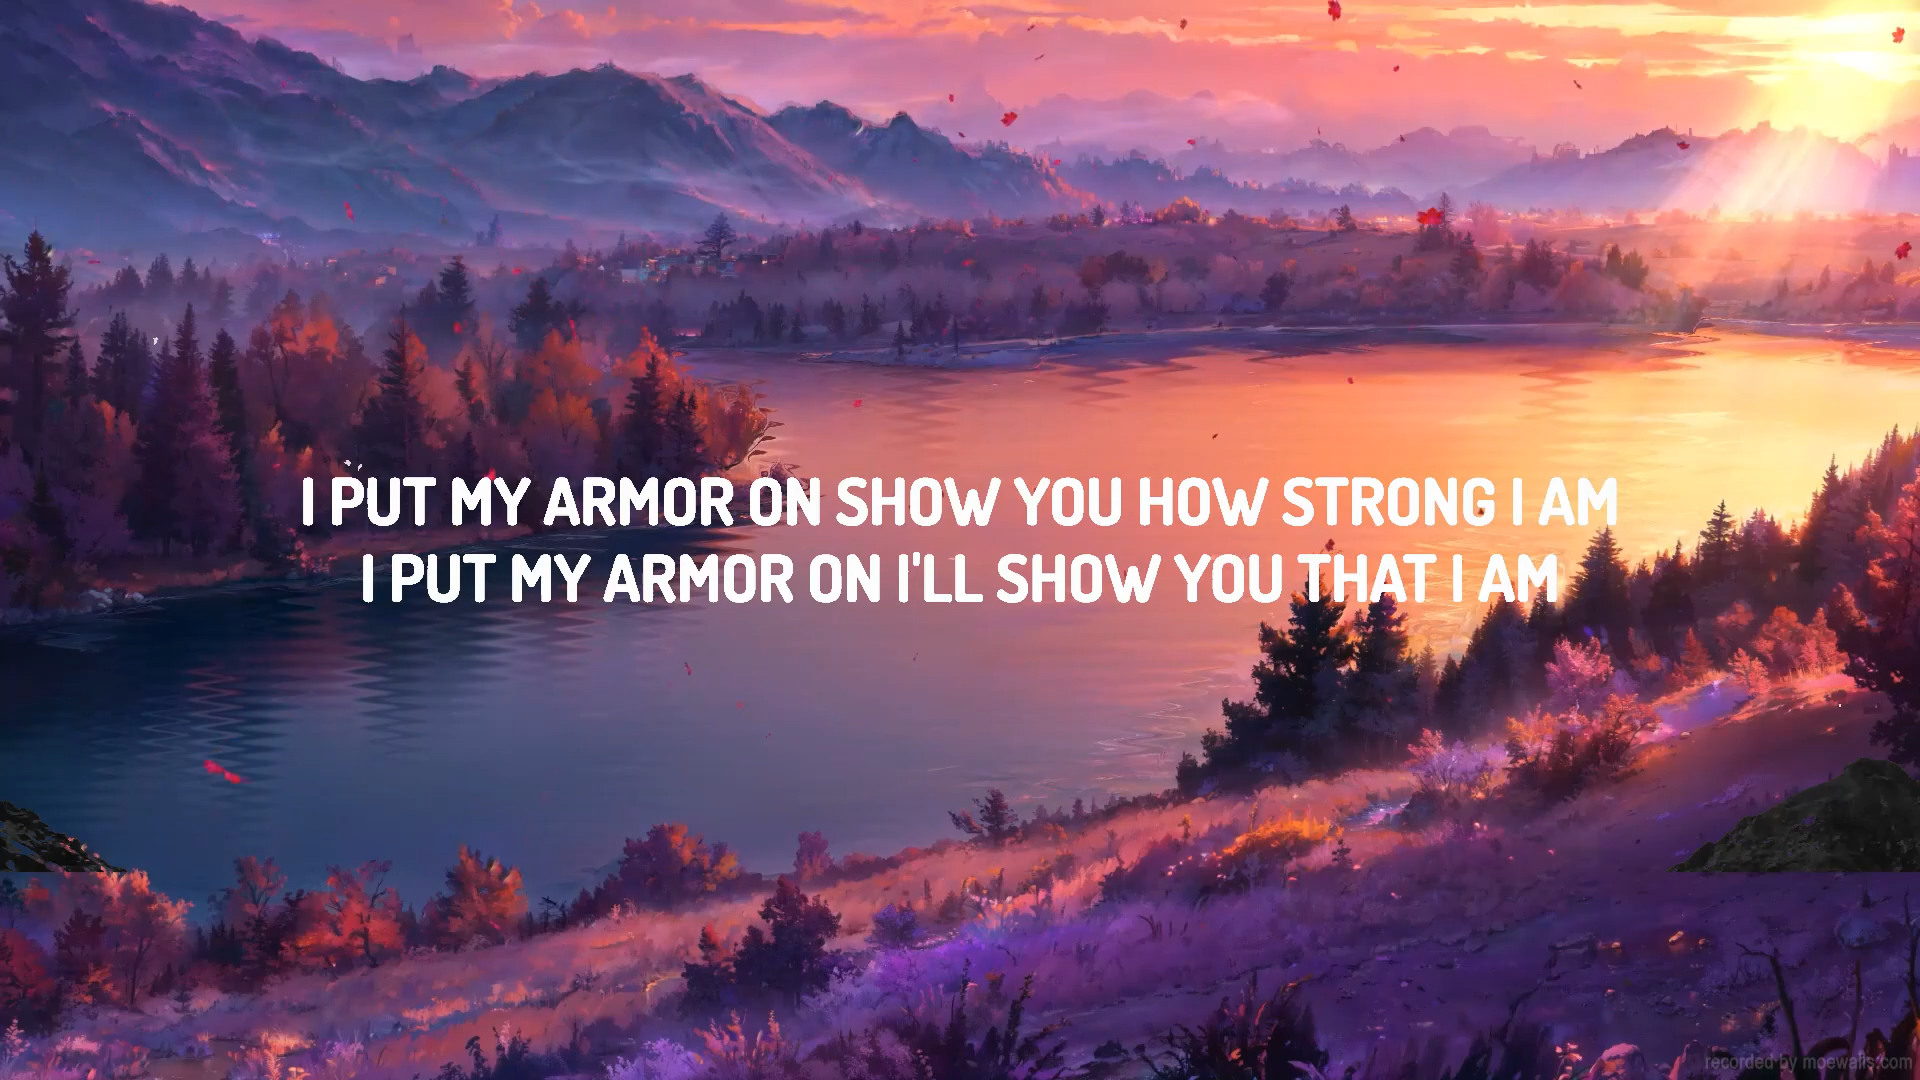 I PUT MY ARMOR ON SHOW YOU HOW STRONG I AM
I PUT MY ARMOR ON I'LL SHOW YOU THAT I AM
recorded by moewalls.com